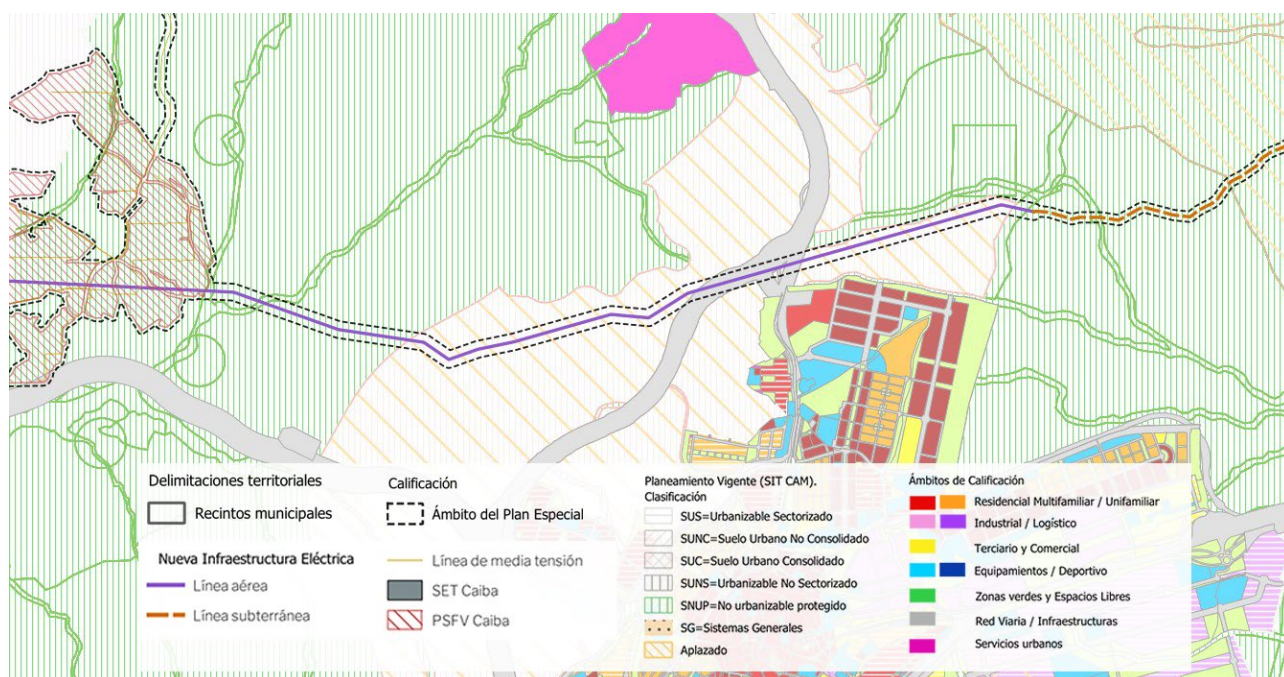 Delimitaciones territoriales
Recintos municipales
Nueva Infraestructura Eléctrica
Línea aérea
Línea subterránea
Calificación
Ámbito del Plan Especial
Línea de media tensión
SET Caiba
PSFV Caiba
Planeamiento Vigente (SIT CAM).
Clasificación
SUS=Urbanizable Sectorizado
SUNC=Suelo Urbano No Consolidado
SUC=Suelo Urbano Consolidado
SUNS=Urbanizable No Sectorizado
SNUP=No urbanizable protegido
SG=Sistemas Generales
Aplazado
Ámbitos de Calificación
Residencial Multifamiliar / Unifamiliar
Industrial / Logístico
Terciario y Comercial
Equipamientos / Deportivo
Zonas verdes y Espacios Libres
Red Viaria / Infraestructuras
Servicios urbanos